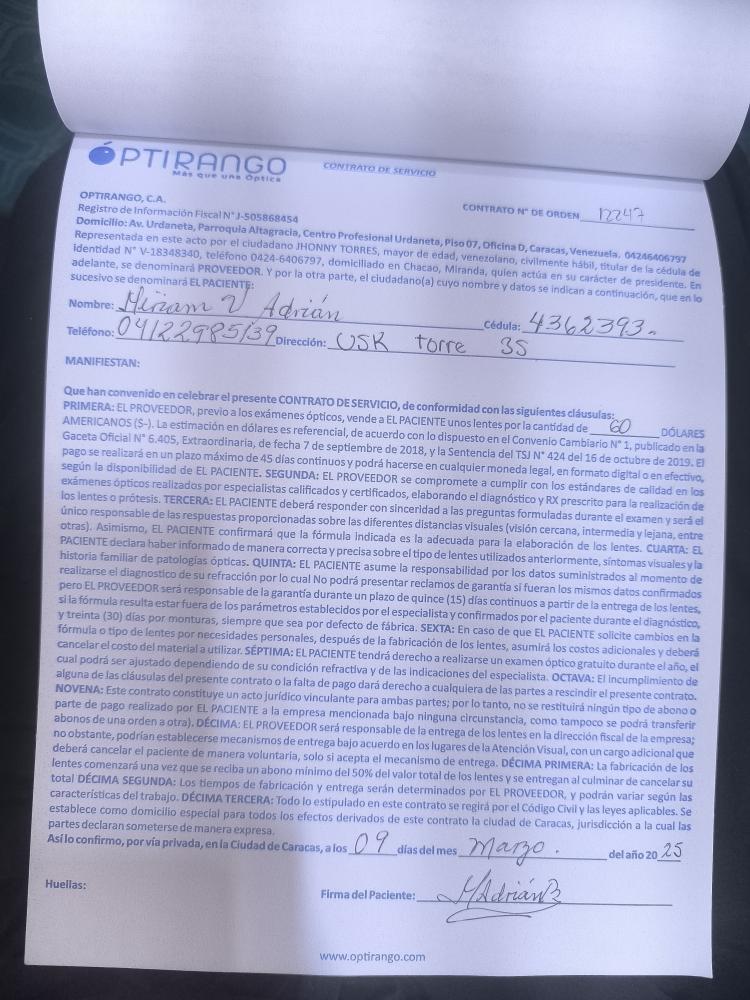 OPTIRANGO
Más que una Óptica
CONTRATO DE SERVICIO
OPTIRANGO, C.A.
CONTRATO N° DE ORDEN 12247
Registro de Información Fiscal N° J-505868454
Domicilio: Av. Urdaneta, Parroquia Altagracia, Centro Profesional Urdaneta, Piso 07, Oficina D, Caracas, Venezuela. 04246406797
Representada en este acto por el ciudadano JHONNY TORRES, mayor de edad, venezolano, civilmente hábil, titular de la cédula de
identidad N° V-18348340, teléfono 0424-6406797, domiciliado en Chacao, Miranda, quien actúa en su carácter de presidente. En
adelante, se denominará PROVEEDOR. Y por la otra parte, el ciudadano(a) cuyo nombre y datos se indican a continuación, que en lo
sucesivo se denominará EL PACIENTE:
Nombre: Miriam V Adrián Cédula: 4362393.
Teléfono: 04122985139 Dirección: USR torre 3S
MANIFIESTAN:
Que han convenido en celebrar el presente CONTRATO DE SERVICIO, de conformidad con las siguientes cláusulas:
PRIMERA: EL PROVEEDOR, previo a los exámenes ópticos, vende a EL PACIENTE unos lentes por la cantidad de 60 DÓLARES
AMERICANOS (S-). La estimación en dólares es referencial, de acuerdo con lo dispuesto en el Convenio Cambiario N° 1, publicado en la
Gaceta Oficial N° 6.405, Extraordinaria, de fecha 7 de septiembre de 2018, y la Sentencia del TSJ N° 424 del 16 de octubre de 2019. El
pago se realizará en un plazo máximo de 45 días continuos y podrá hacerse en cualquier moneda legal, en formato digital o en efectivo,
según la disponibilidad de EL PACIENTE. SEGUNDA: EL PROVEEDOR se compromete a cumplir con los estándares de calidad en los
exámenes ópticos realizados por especialistas calificados y certificados, elaborando el diagnóstico y RX prescrito para la realización de
los lentes o prótesis. TERCERA: EL PACIENTE deberá responder con sinceridad a las preguntas formuladas durante el examen y será el
único responsable de las respuestas proporcionadas sobre las diferentes distancias visuales (visión cercana, intermedia y lejana, entre
otras). Asimismo, EL PACIENTE confirmará que la fórmula indicada es la adecuada para la elaboración de los lentes. CUARTA: EL
PACIENTE declara haber informado de manera correcta y precisa sobre el tipo de lentes utilizados anteriormente, síntomas visuales y la
historia familiar de patologías ópticas. QUINTA: EL PACIENTE asume la responsabilidad por los datos suministrados al momento de
realizarse el diagnostico de su refracción por lo cual No podrá presentar reclamos de garantía si fueran los mismos datos confirmados
pero EL PROVEEDOR será responsable de la garantía durante un plazo de quince (15) días continuos a partir de la entrega de los lentes,
si la fórmula resulta estar fuera de los parámetros establecidos por el especialista y confirmados por el paciente durante el diagnóstico,
y treinta (30) días por monturas, siempre que sea por defecto de fábrica. SEXTA: En caso de que EL PACIENTE solicite cambios en la
fórmula o tipo de lentes por necesidades personales, después de la fabricación de los lentes, asumirá los costos adicionales y deberá
cancelar el costo del material a utilizar. SÉPTIMA: EL PACIENTE tendrá derecho a realizarse un examen óptico gratuito durante el año, el
cual podrá ser ajustado dependiendo de su condición refractiva y de las indicaciones del especialista. OCTAVA: El incumplimiento de
alguna de las cláusulas del presente contrato o la falta de pago dará derecho a cualquiera de las partes a rescindir el presente contrato.
NOVENA: Este contrato constituye un acto jurídico vinculante para ambas partes; por lo tanto, no se restituirá ningún tipo de abono o
parte de pago realizado por EL PACIENTE a la empresa mencionada bajo ninguna circunstancia, como tampoco se podrá transferir
abonos de una orden a otra). DÉCIMA: EL PROVEEDOR será responsable de la entrega de los lentes en la dirección fiscal de la empresa;
no obstante, podrían establecerse mecanismos de entrega bajo acuerdo en los lugares de la Atención Visual, con un cargo adicional que
deberá cancelar el paciente de manera voluntaria, solo si acepta el mecanismo de entrega. DÉCIMA PRIMERA: La fabricación de los
lentes comenzará una vez que se reciba un abono mínimo del 50% del valor total de los lentes y se entregan al culminar de cancelar su
total DÉCIMA SEGUNDA: Los tiempos de fabricación y entrega serán determinados por EL PROVEEDOR, y podrán variar según las
características del trabajo. DÉCIMA TERCERA: Todo lo estipulado en este contrato se regirá por el Código Civil y las leyes aplicables. Se
establece como domicilio especial para todos los efectos derivados de este contrato la ciudad de Caracas, jurisdicción a la cual las
partes declaran someterse de manera expresa.
Así lo confirmo, por vía privada, en la Ciudad de Caracas, a los 09 días del mes Marzo. del año 20 25
Huellas:
Firma del Paciente: MAdriánB
www.optirango.com